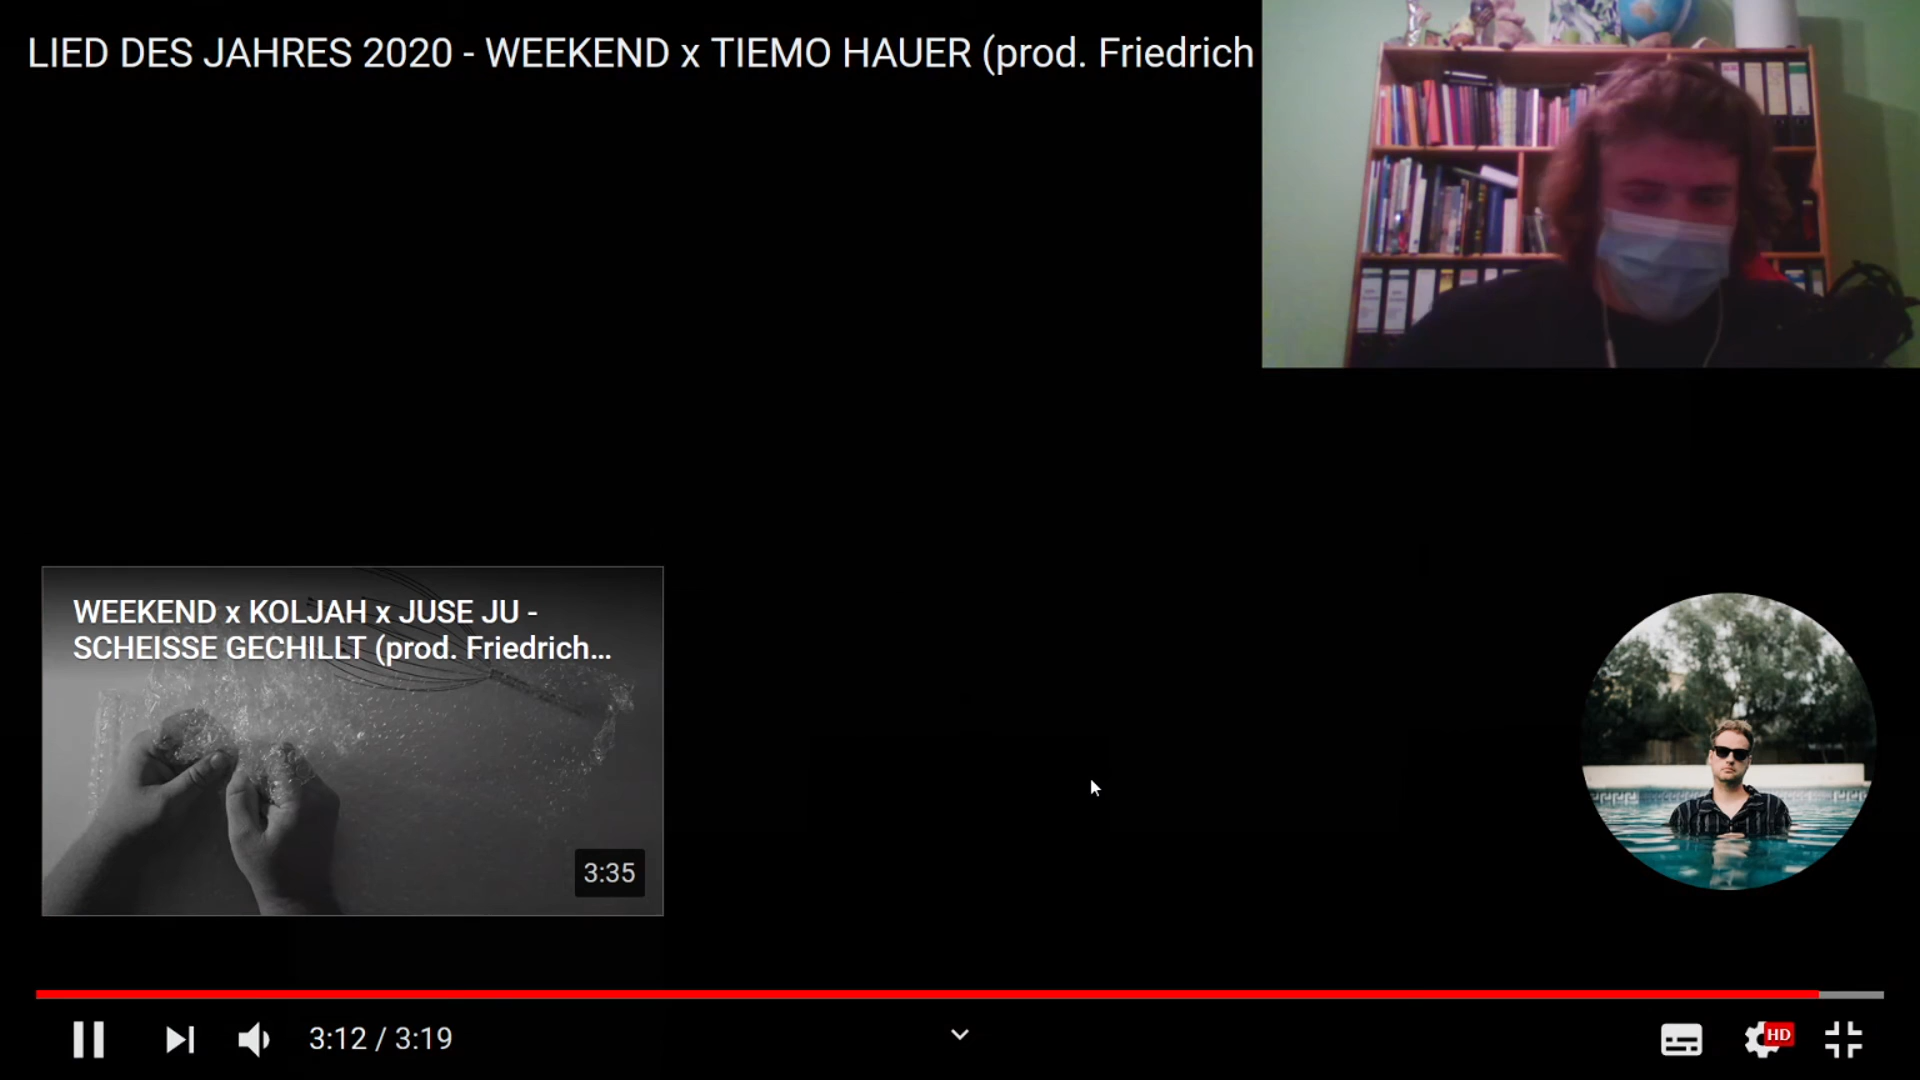 LIED DES JAHRES 2020 - WEEKEND x TIEMO HAUER (prod. Friedrich
WEEKEND x KOLJAH x JUSE JU -
SCHEISSE GECHILLT (prod. Friedrich...
3:35
3:12 / 3:19
HD